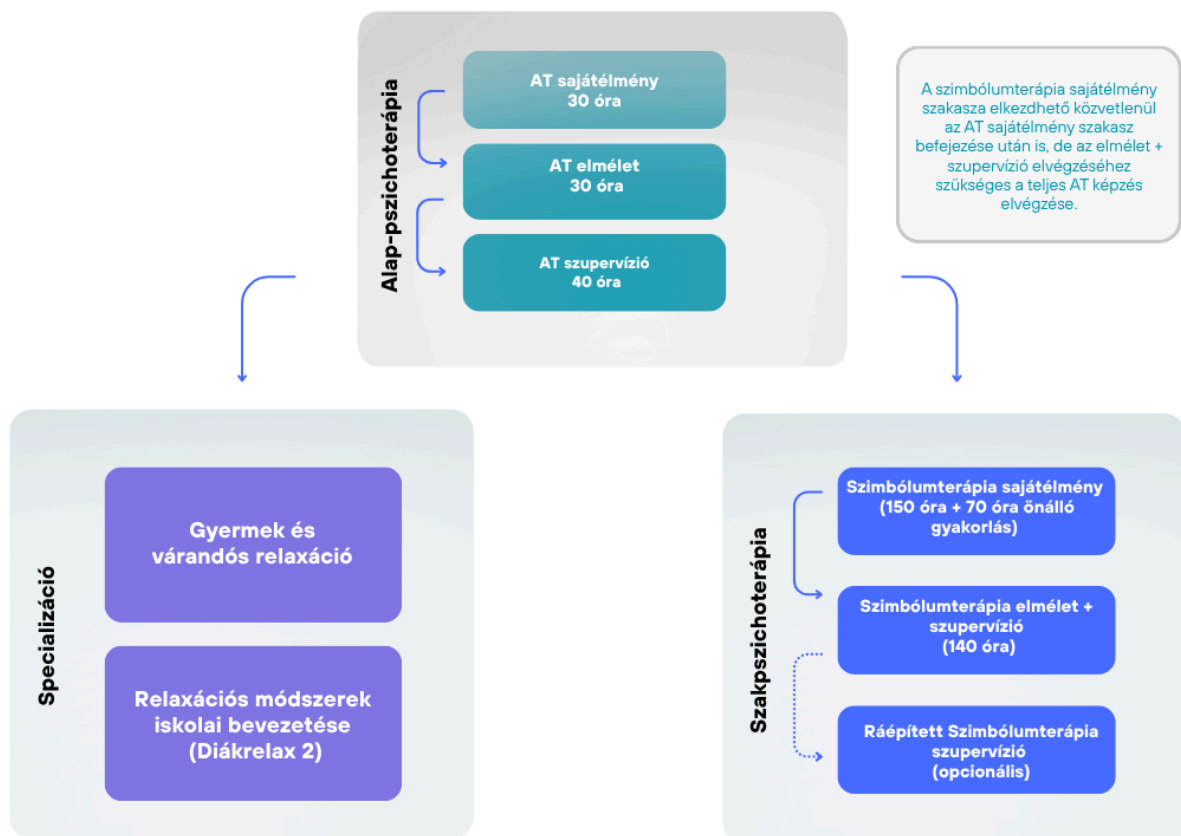 Alap-pszichoterápia
AT sajátélmény
30 óra
AT elmélet
30 óra
AT szupervízió
40 óra
A szimbólumterápia sajátélmény
szakasza elkezdhető közvetlenül
az AT sajátélmény szakasz
befejezése után is, de az elmélet +
szupervízió elvégzéséhez
szükséges a teljes AT képzés
elvégzése.
Specializáció
Gyermek és
várandós relaxáció
Relaxációs módszerek
iskolai bevezetése
(Diákrelax 2)
Szakpszichoterápia
Szimbólumterápia sajátélmény
(150 óra + 70 óra önálló
gyakorlás)
Szimbólumterápia elmélet +
szupervízió
(140 óra)
Ráépített Szimbólumterápia
szupervízió
(opcionális)